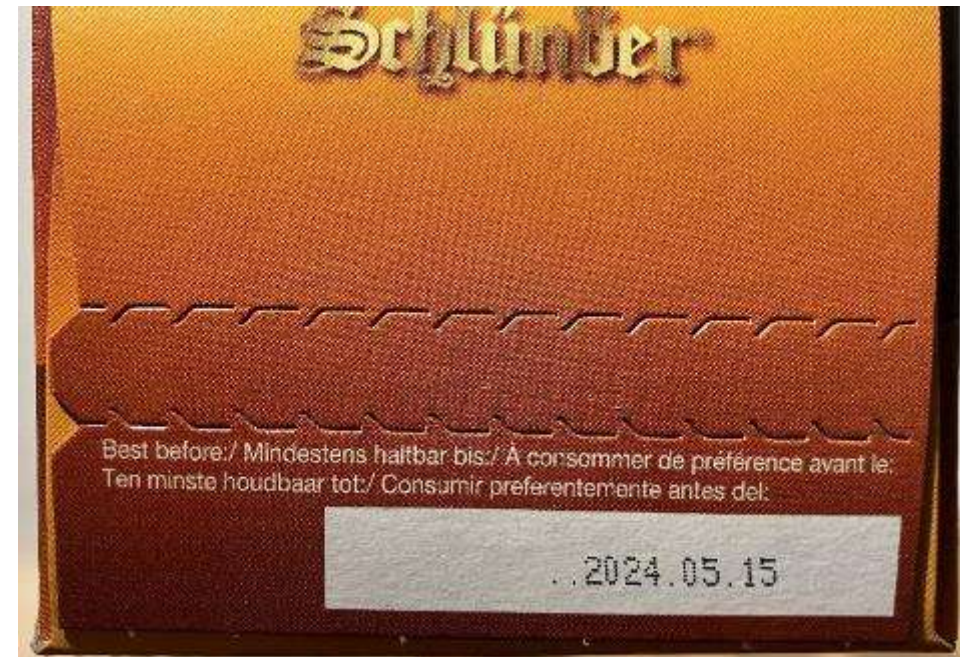 Schlünder
Best before:/ Mindestens haltbar bis:/ À consommer de préférence avant le:
Ten minste houdbaar tot:/ Consumir preferentemente antes del:
..2024.05.15